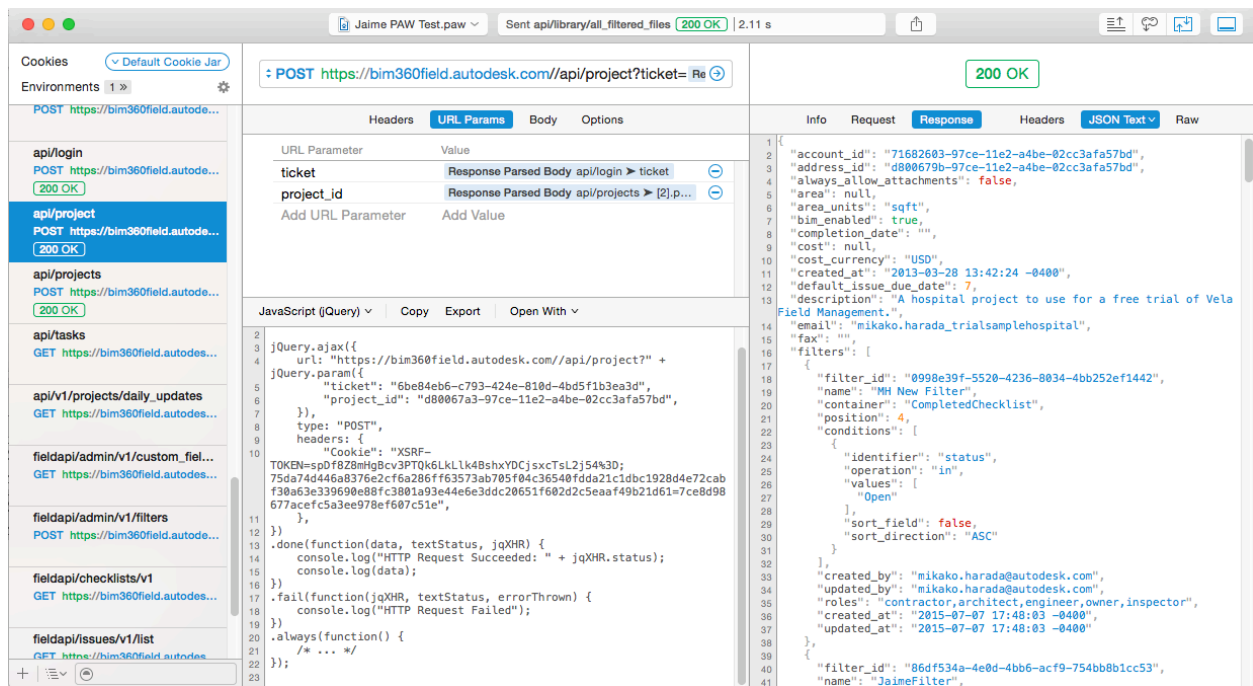 Jaime PAW Test.paw
Sent api/library/all_filtered_files 200 OK 2.11 s
Cookies
Default Cookie Jar
Environments 1 »
POST https://bim360field.autode...
api/login
POST https://bim360field.autode...
200 OK
api/project
POST https://bim360field.autode...
200 OK
api/projects
POST https://bim360field.autode...
200 OK
api/tasks
GET https://bim360field.autodes...
api/v1/projects/daily_updates
GET https://bim360field.autodes...
fieldapi/admin/v1/custom_fiel...
GET https://bim360field.autodes...
fieldapi/admin/v1/filters
POST https://bim360field.autode...
fieldapi/checklists/v1
GET https://bim360field.autodes...
fieldapi/issues/v1/list
GET https://bim360field.autodes
POST https://bim360field.autodesk.com//api/project?ticket= Re
Headers URL Params Body Options
URL Parameter Value
ticket Response Parsed Body api/login ➤ ticket
project_id Response Parsed Body api/projects ➤ [2].p...
Add URL Parameter Add Value
JavaScript (jQuery) Copy Export Open With
2
3 jQuery.ajax({
4 url: "https://bim360field.autodesk.com//api/project?" +
jQuery.param({
5 "ticket": "6be84eb6-c793-424e-810d-4bd5f1b3ea3d",
6 "project_id": "d80067a3-97ce-11e2-a4be-02cc3afa57bd",
7 }),
8 type: "POST",
9 headers: {
10 "Cookie": "XSRF-
TOKEN=spDf8Z8mHgBcv3PTQk6LkLlk4BshxYDCjsxcTsL2j54%3D;
75da74d446a8376e2cf6a286ff63573ab705f04c36540fdda21c1dbc1928d4e72cab
f30a63e339690e88fc3801a93e44e6e3ddc20651f602d2c5eaaf49b21d61=7ce8d98
677acefc5a3ee978ef607c51e",
11 },
12 })
13 .done(function(data, textStatus, jqXHR) {
14 console.log("HTTP Request Succeeded: " + jqXHR.status);
15 console.log(data);
16 })
17 .fail(function(jqXHR, textStatus, errorThrown) {
18 console.log("HTTP Request Failed");
19 })
20 .always(function() {
21 /* ... */
22 });
23
200 OK
Info Request Response Headers JSON Text Raw
1 {
2 "account_id": "71682603-97ce-11e2-a4be-02cc3afa57bd",
3 "address_id": "d800679b-97ce-11e2-a4be-02cc3afa57bd",
4 "always_allow_attachments": false,
5 "area": null,
6 "area_units": "sqft",
7 "bim_enabled": true,
8 "completion_date": "",
9 "cost": null,
10 "cost_currency": "USD",
11 "created_at": "2013-03-28 13:42:24 -0400",
12 "default_issue_due_date": 7,
13 "description": "A hospital project to use for a free trial of Vela
Field Management.",
14 "email": "mikako.harada_trialsamplehospital",
15 "fax": "",
16 "filters": [
17 {
18 "filter_id": "0998e39f-5520-4236-8034-4bb252ef1442",
19 "name": "MH New Filter",
20 "container": "CompletedChecklist",
21 "position": 4,
22 "conditions": [
23 {
24 "identifier": "status",
25 "operation": "in",
26 "values": [
27 "Open"
28 ],
29 "sort_field": false,
30 "sort_direction": "ASC"
31 }
32 ],
33 "created_by": "mikako.harada@autodesk.com",
34 "updated_by": "mikako.harada@autodesk.com",
35 "roles": "contractor,architect,engineer,owner,inspector",
36 "created_at": "2015-07-07 17:48:03 -0400",
37 "updated_at": "2015-07-07 17:48:03 -0400"
38 },
39 {
40 "filter_id": "86df534a-4e0d-4bb6-acf9-754bb8b1cc53",
41 "name": "JaimeFilter",